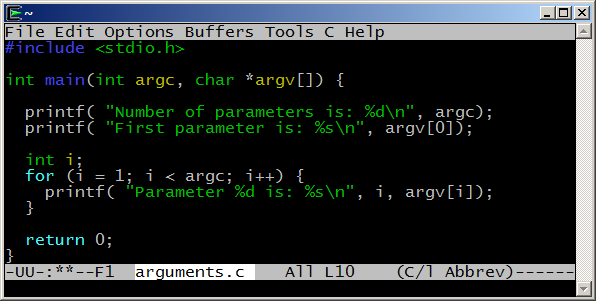 ~
File Edit Options Buffers Tools C Help
#include <stdio.h>

int main(int argc, char *argv[]) {

  printf( "Number of parameters is: %d\n", argc);
  printf( "First parameter is: %s\n", argv[0]);

  int i;
  for (i = 1; i < argc; i++) {
    printf( "Parameter %d is: %s\n", i, argv[i]);
  }

  return 0;
}
-UU-:**--F1  arguments.c    All L10    (C/l Abbrev)------